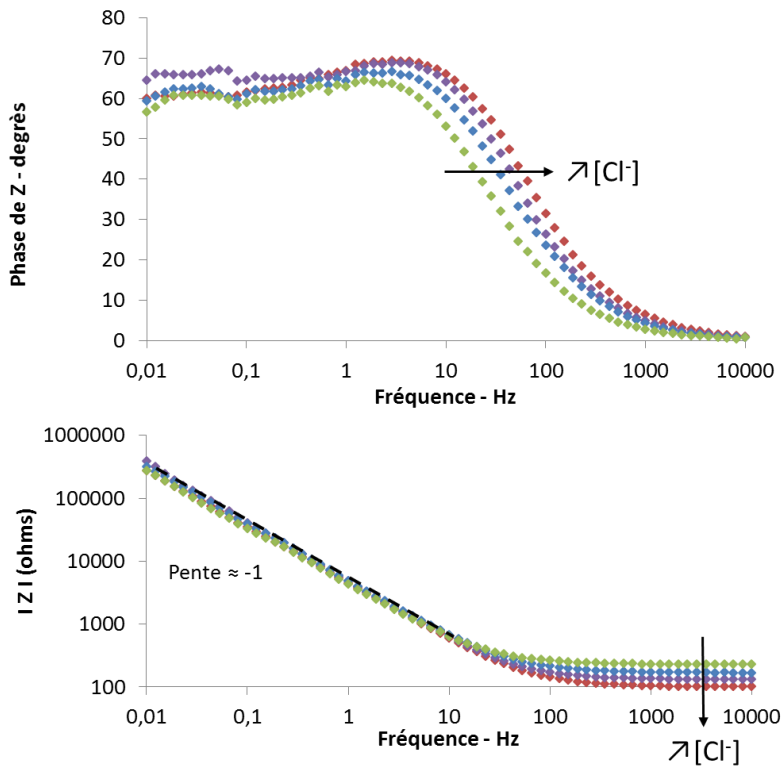 80
70
60
50
40
30
20
10
0
Phase de Z - degrès
↗[Cl-]
0,01 0,1 1 10 100 1000 10000
Fréquence - Hz
1000000
100000
10000
1000
100
I Z I (ohms)
Pente ≈ -1
0,01 0,1 1 10 100 1000 10000
Fréquence - Hz
↗[Cl-]